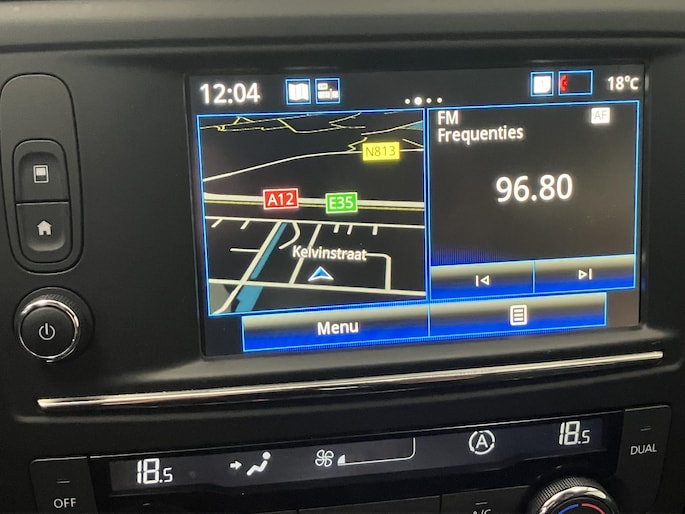 12:04
18°c
FM
AF
Frequenties
N813
96.80
A12
E35
Kelvinstraat
Menu
18.5
A
18.5
DUAL
OFF
A/C